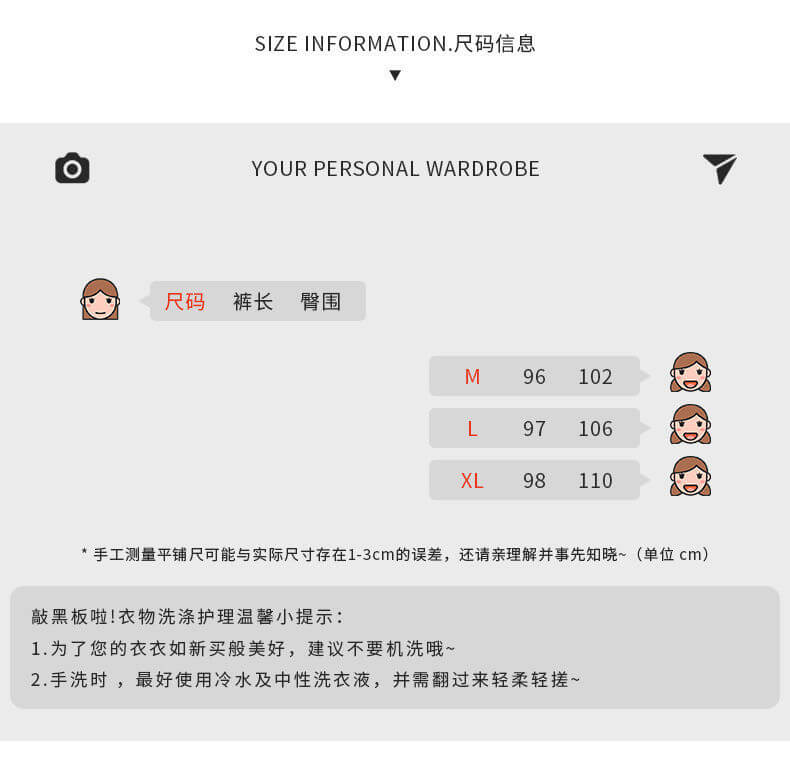 SIZE INFORMATION.尺码信息
YOUR PERSONAL WARDROBE
尺码 裤长 臀围
M 96 102
L 97 106
XL 98 110
* 手工测量平铺尺可能与实际尺寸存在1-3cm的误差，还请亲理解并事先知晓~（单位 cm）
敲黑板啦!衣物洗涤护理温馨小提示：
1.为了您的衣衣如新买般美好，建议不要机洗哦~
2.手洗时 ，最好使用冷水及中性洗衣液，并需翻过来轻柔轻搓~